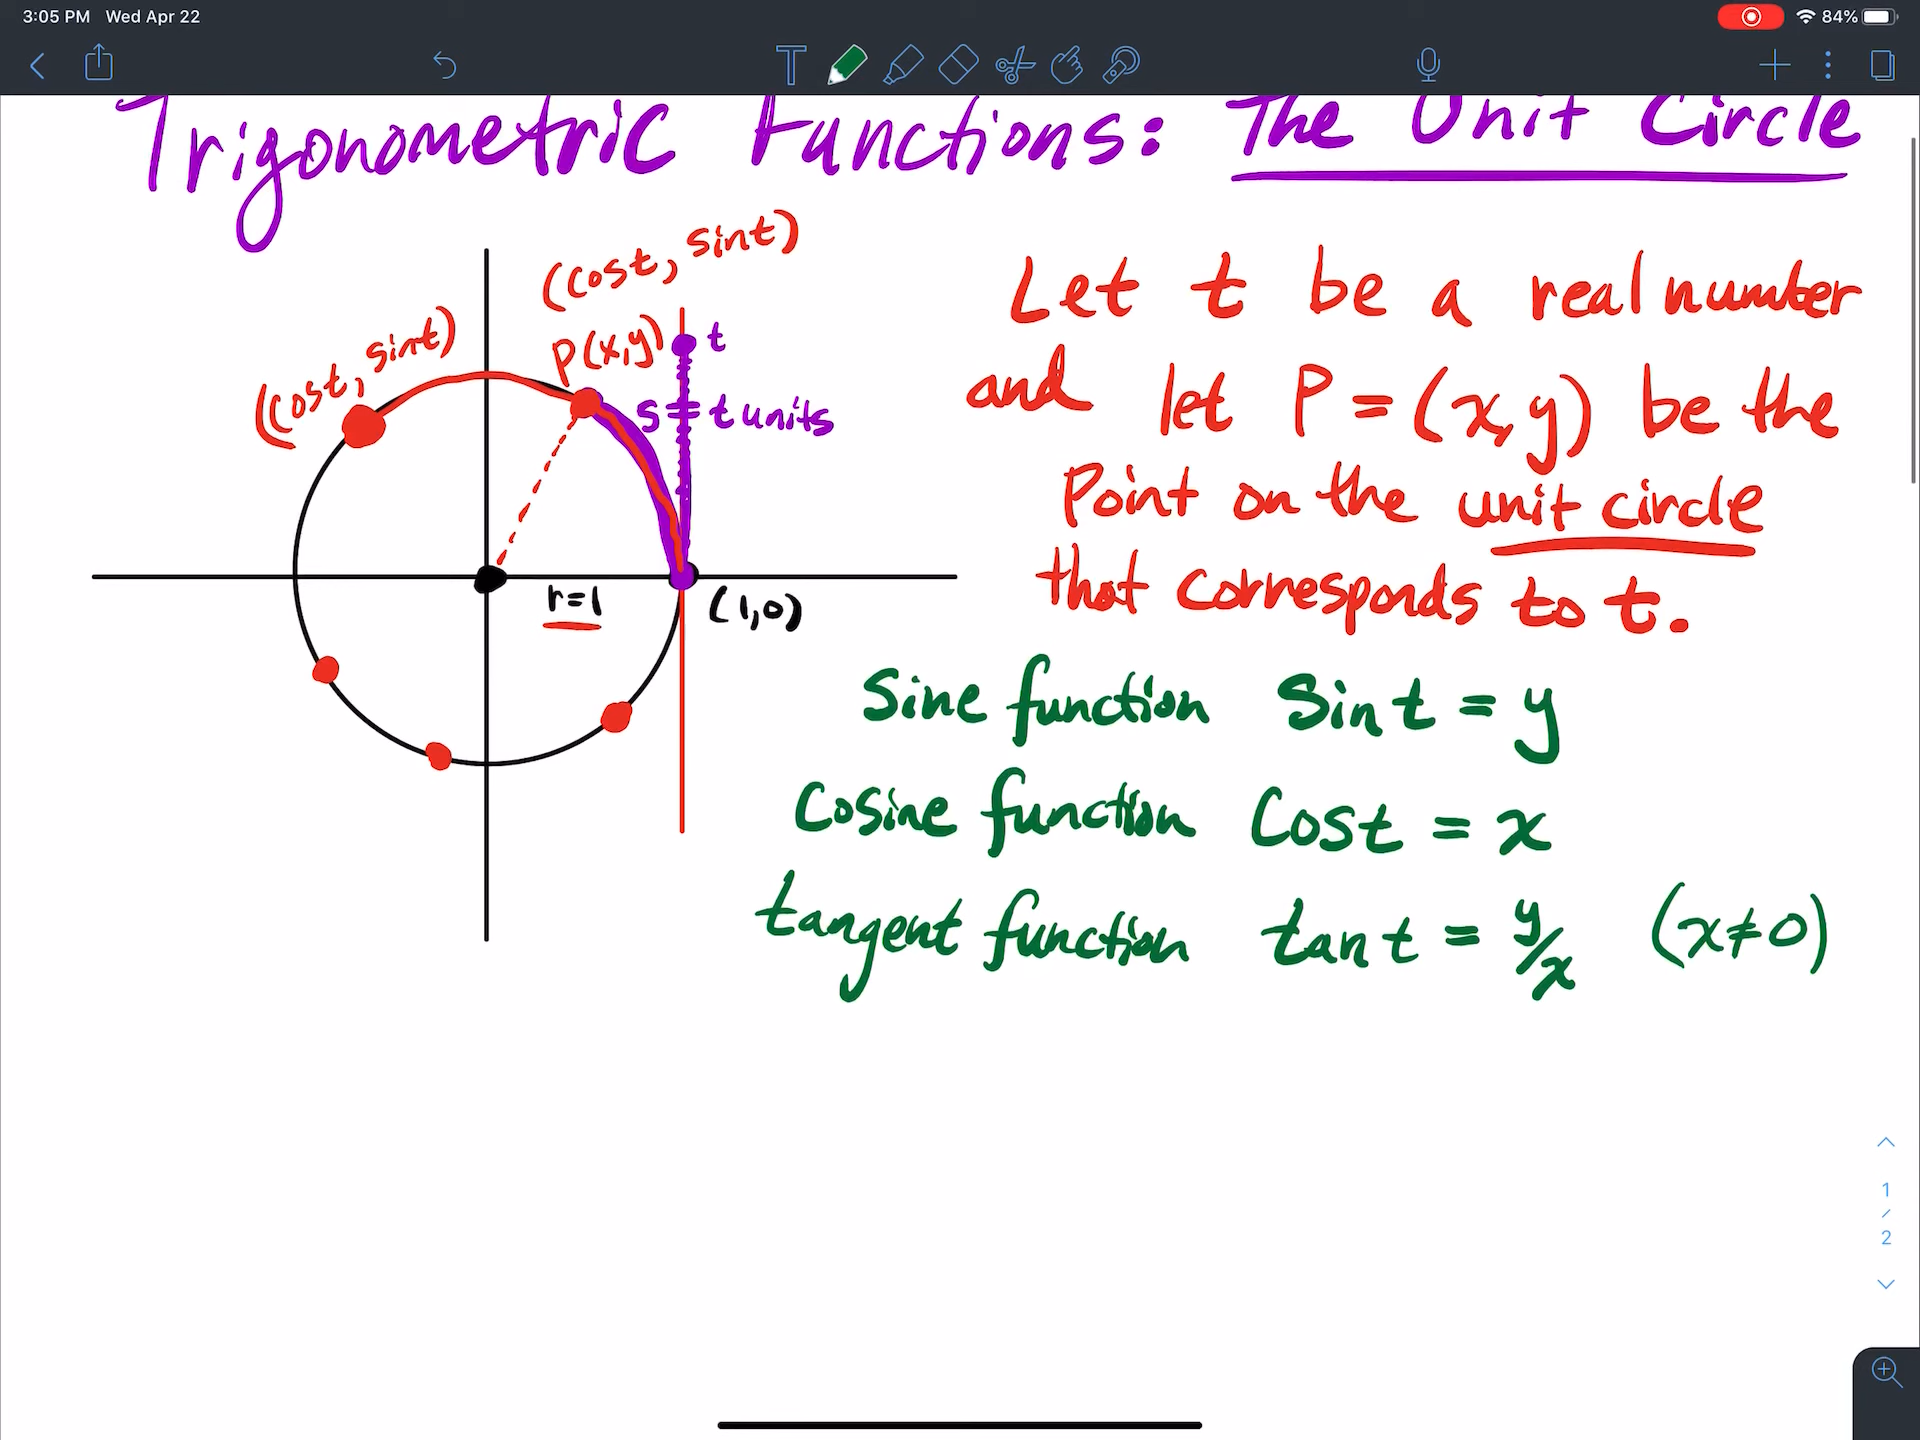 3:05 PM Wed Apr 22
84%
Trigonometric Functions: The Unit Circle
(cost, sint)
(cost, sint)
P(x,y)
t
s = t units
r=1
(1,0)
Let t be a real number
and let P = (x,y) be the
Point on the unit circle
that corresponds to t.
Sine function Sin t = y
Cosine function Cos t = x
tangent function tan t = y/x (x≠0)
1
/
2